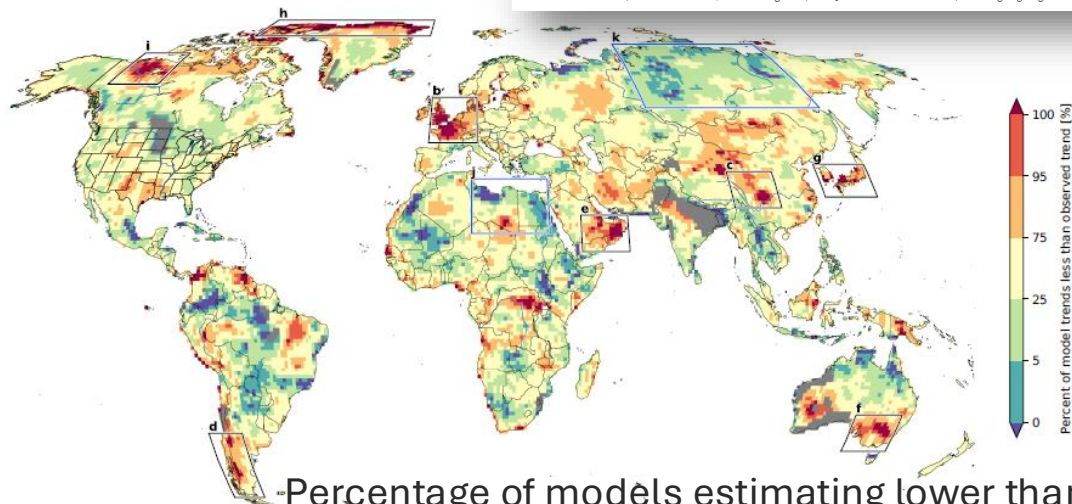 h
i
k
b
c
g
j
e
d
f
100
95
75
25
5
0
Percent of model trends less than observed trend [%]
Percentage of models estimating lower than